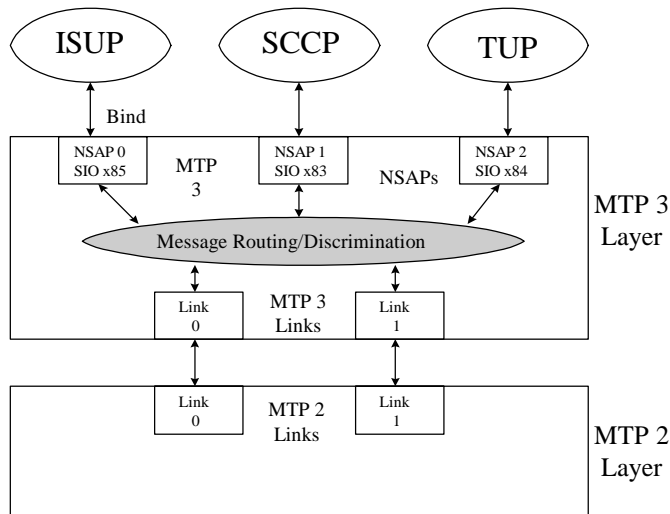 ISUP
SCCP
TUP
Bind
NSAP 0
SIO x85
MTP
3
NSAP 1
SIO x83
NSAPs
NSAP 2
SIO x84
MTP 3
Layer
Message Routing/Discrimination
Link
0
MTP 3
Links
Link
1
Link
0
MTP 2
Links
Link
1
MTP 2
Layer